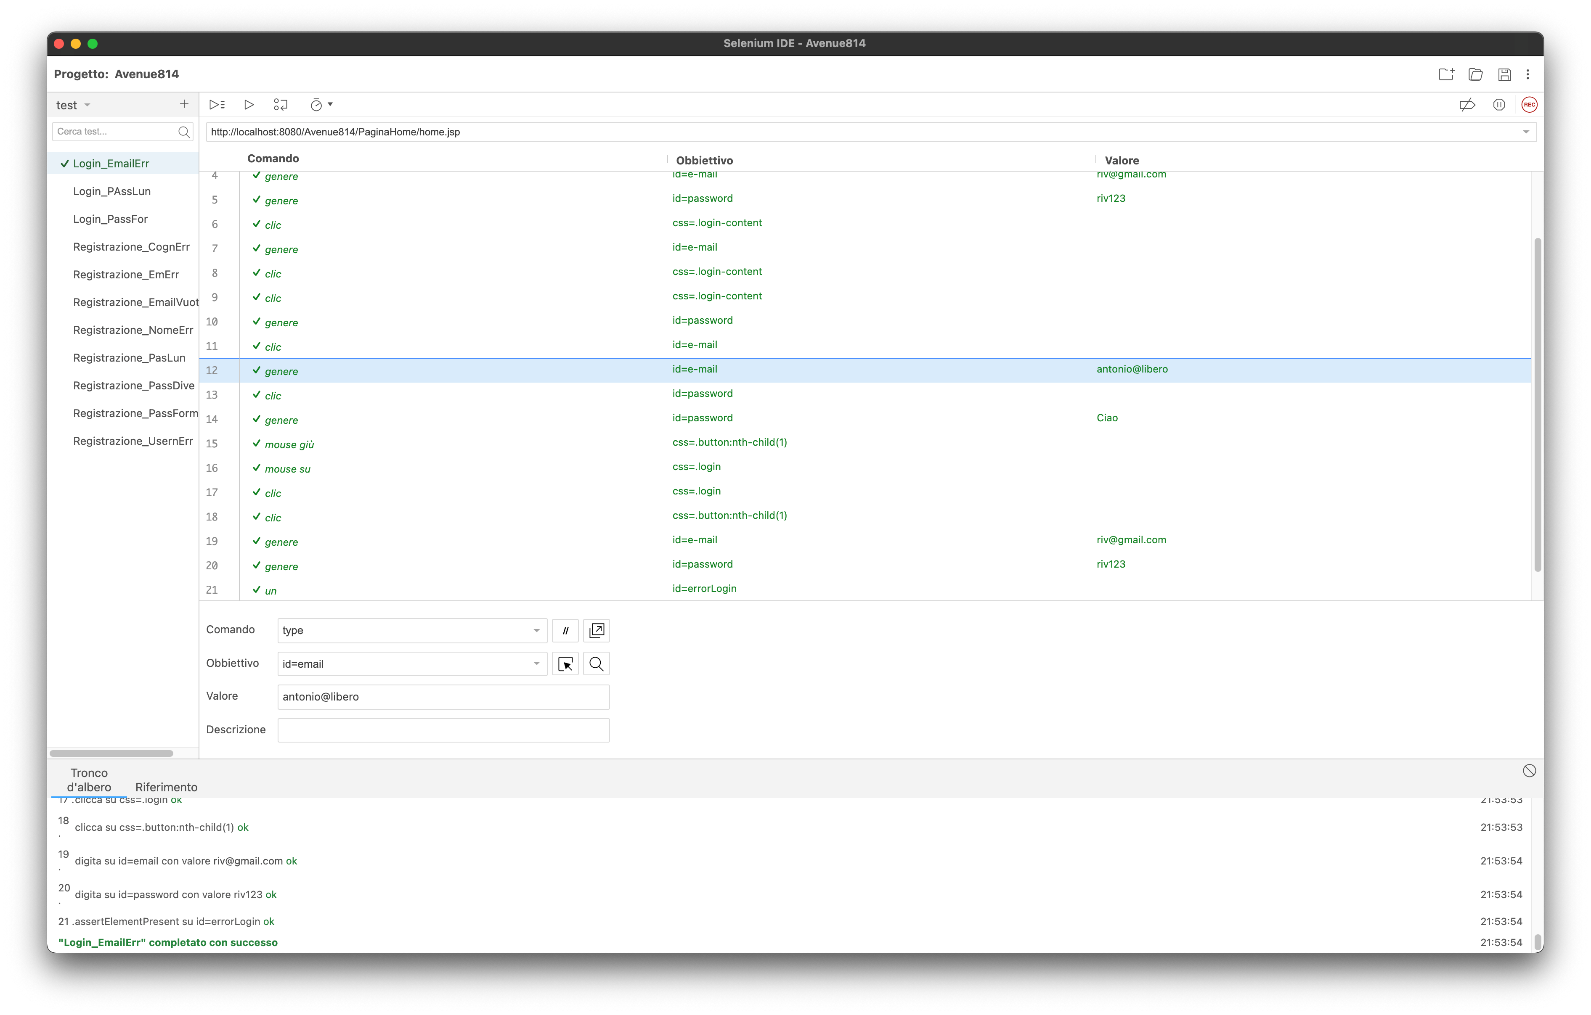 Selenium IDE - Avenue814
Progetto: Avenue814
test
+
REC
Cerca test...
http://localhost:8080/Avenue814/PaginaHome/home.jsp
Login_EmailErr
Login_PAssLun
Login_PassFor
Registrazione_CognErr
Registrazione_EmErr
Registrazione_EmailVuot
Registrazione_NomeErr
Registrazione_PasLun
Registrazione_PassDive
Registrazione_PassForm
Registrazione_UsernErr
Comando Obbiettivo Valore
4 genere id=e-mail riv@gmail.com
5 genere id=password riv123
6 clic css=.login-content
7 genere id=e-mail
8 clic css=.login-content
9 clic css=.login-content
10 genere id=password
11 clic id=e-mail
12 genere id=e-mail antonio@libero
13 clic id=password
14 genere id=password Ciao
15 mouse giù css=.button:nth-child(1)
16 mouse su css=.login
17 clic css=.login
18 clic css=.button:nth-child(1)
19 genere id=e-mail riv@gmail.com
20 genere id=password riv123
21 un id=errorLogin
Comando type //
Obbiettivo id=email
Valore antonio@libero
Descrizione
Tronco
d'albero Riferimento
17 .clicca su css=.login ok 21:53:53
18
. clicca su css=.button:nth-child(1) ok 21:53:53
19
. digita su id=email con valore riv@gmail.com ok 21:53:54
20
. digita su id=password con valore riv123 ok 21:53:54
21 .assertElementPresent su id=errorLogin ok 21:53:54
"Login_EmailErr" completato con successo 21:53:54